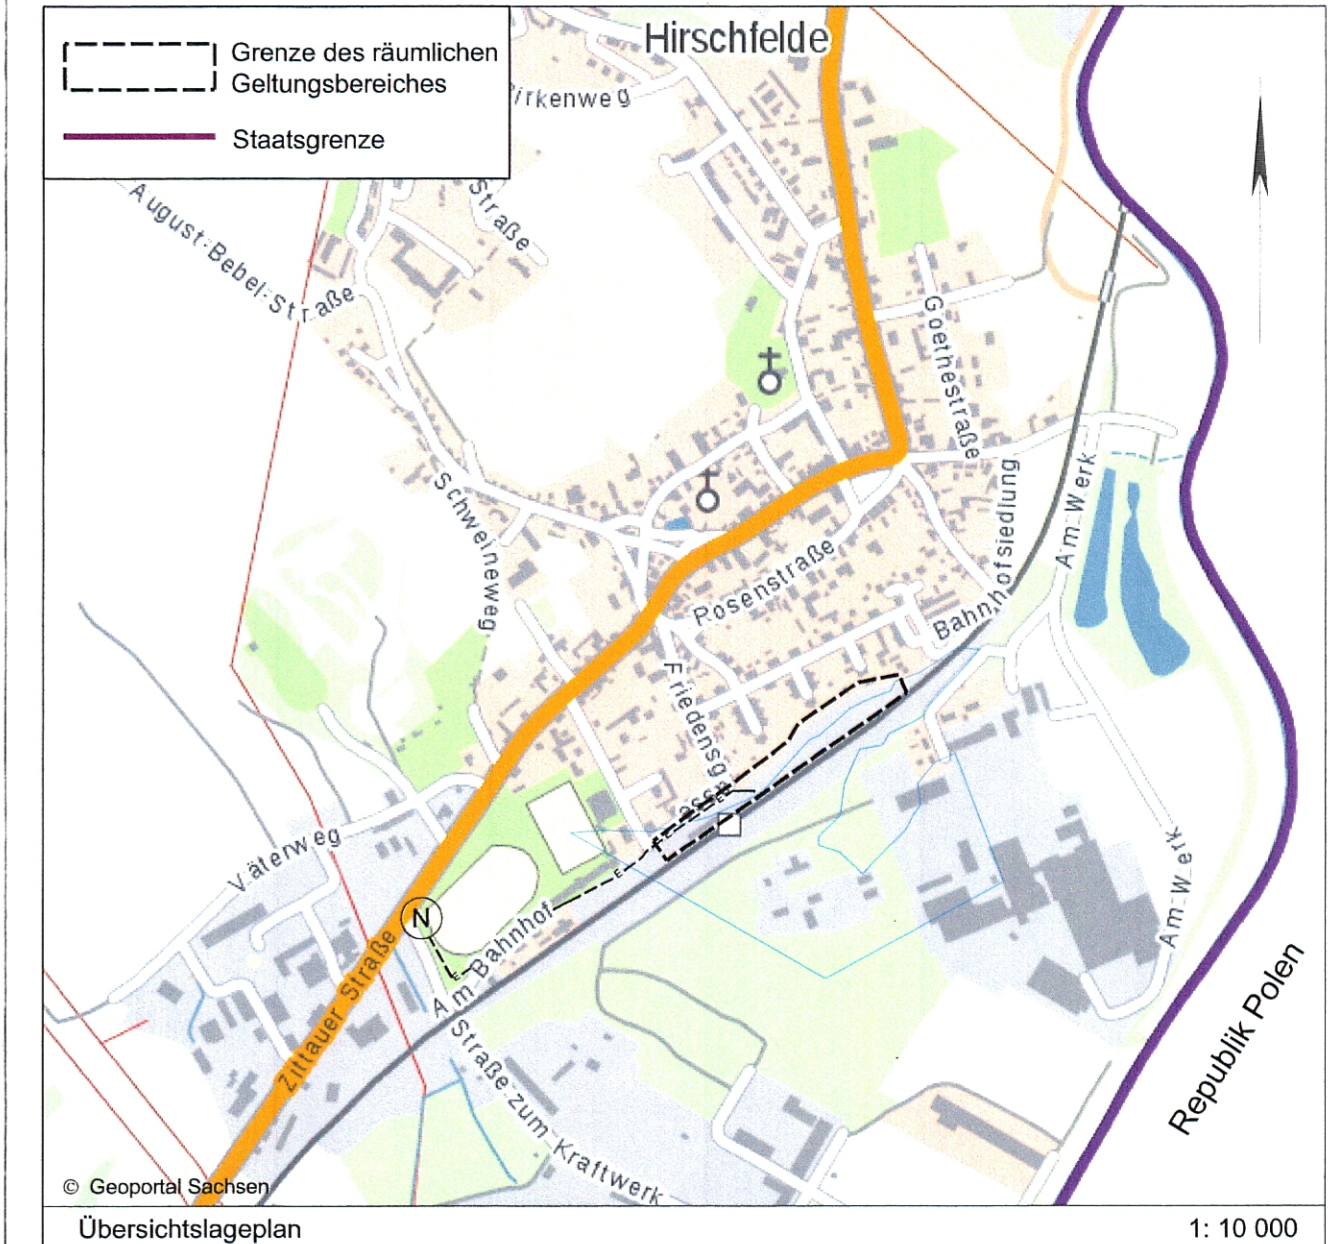 Grenze des räumlichen
Geltungsbereiches
Staatsgrenze
Hirschfelde
August-Bebel-Straße
Straße
Goethestraße
Schweineweg
Rosenstraße
Bahnhofsiedlung
Am Werk
Friedensgasse
Väterweg
N
Am Bahnhof
Zittauer Straße
Straße zum Kraftwerk
Am Werk
Republik Polen
E
E
E
© Geoportal Sachsen
Übersichtslageplan
1: 10 000